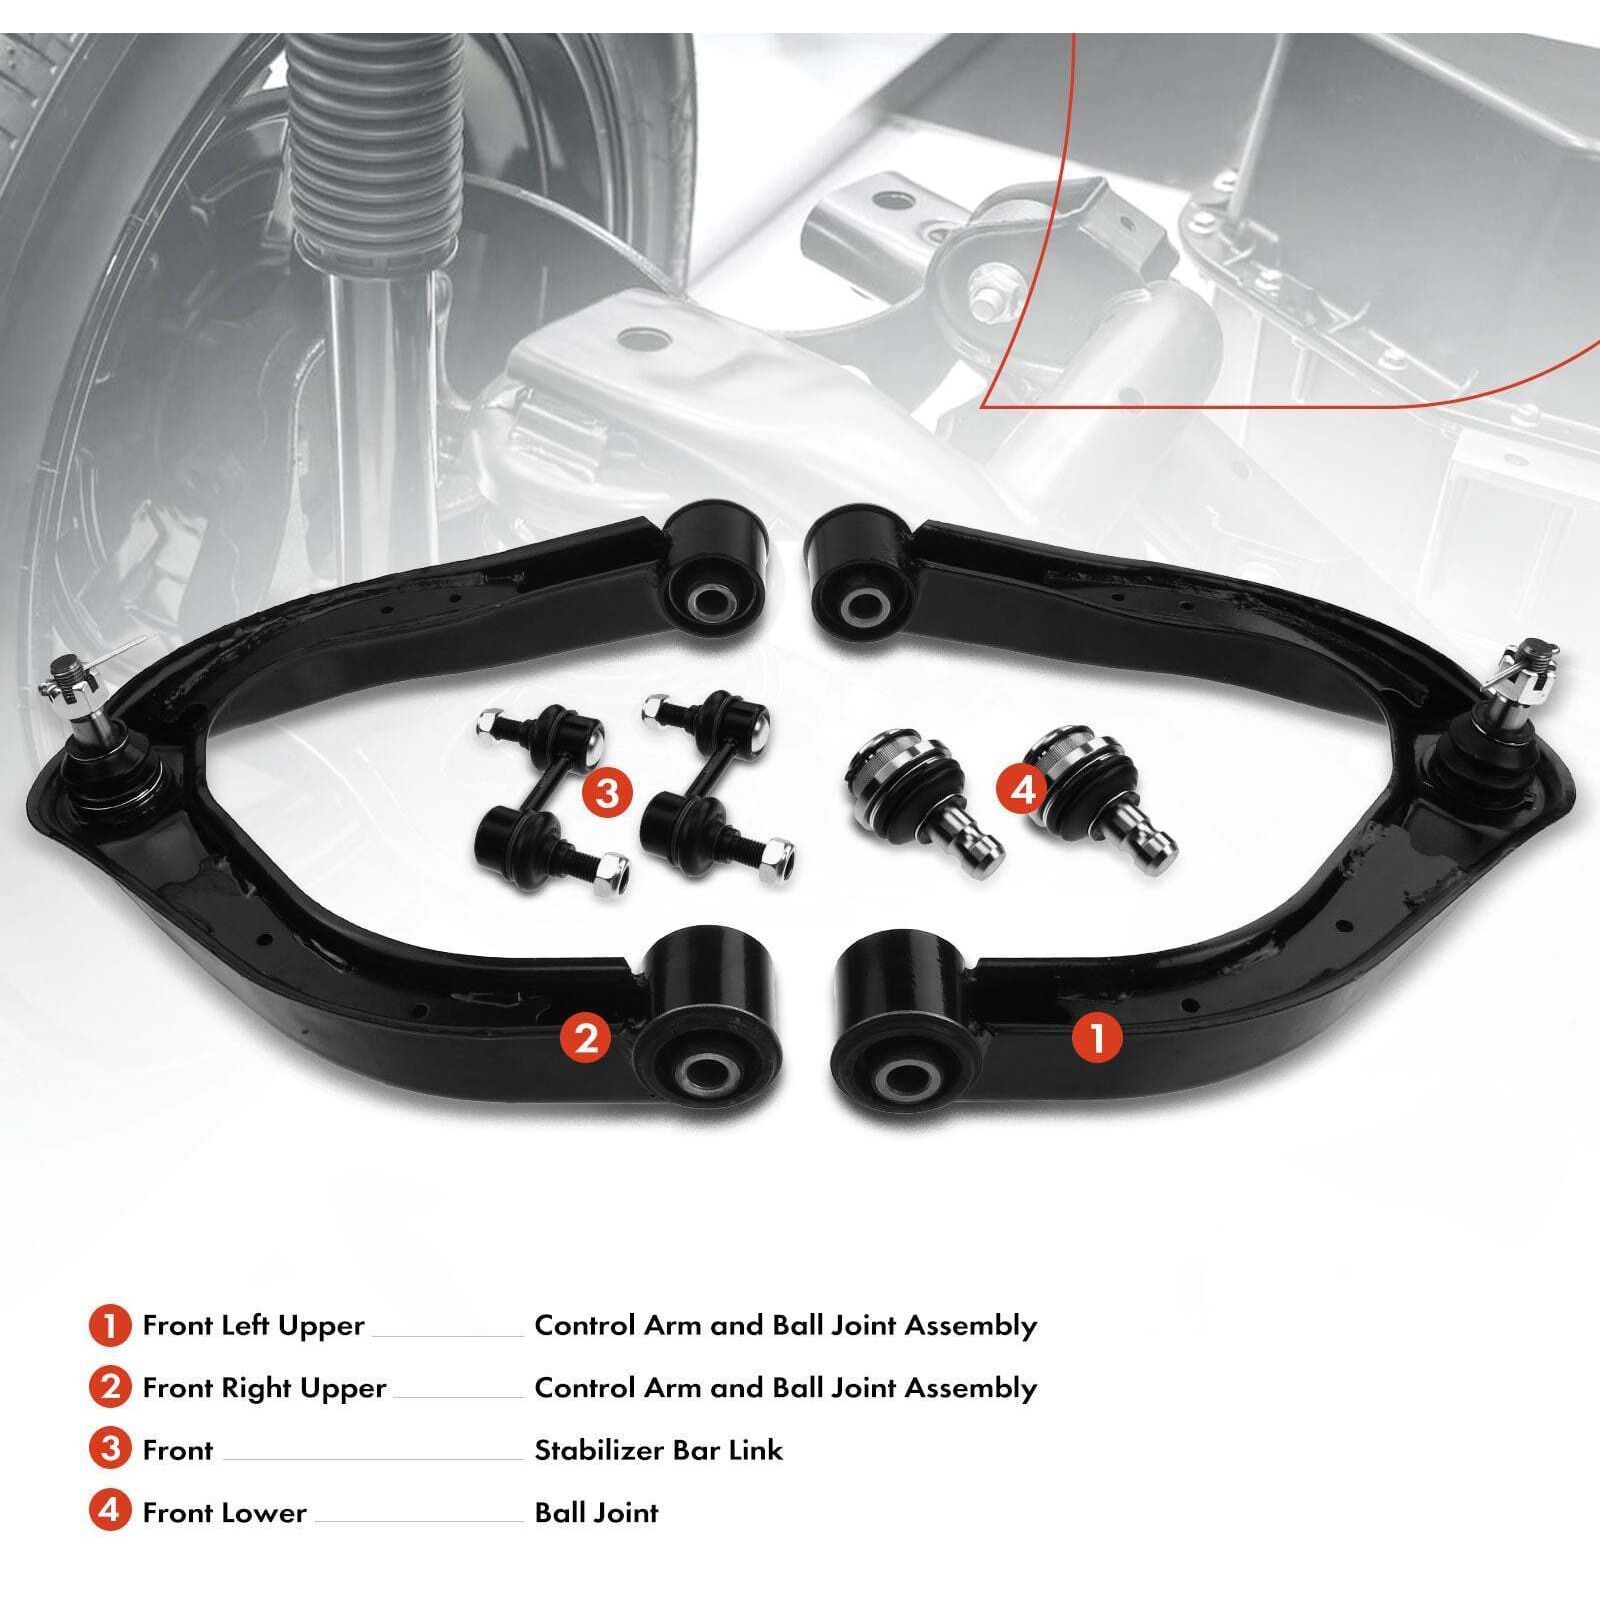 3
4
2
1
1 Front Left Upper Control Arm and Ball Joint Assembly
2 Front Right Upper Control Arm and Ball Joint Assembly
3 Front Stabilizer Bar Link
4 Front Lower Ball Joint